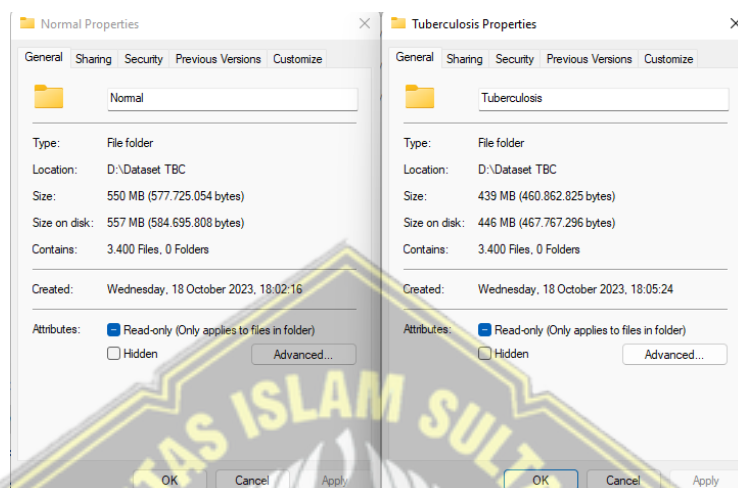 Normal Properties
General Sharing Security Previous Versions Customize
Normal
Type: File folder
Location: D:\Dataset TBC
Size: 550 MB (577.725.054 bytes)
Size on disk: 557 MB (584.695.808 bytes)
Contains: 3.400 Files, 0 Folders
Created: Wednesday, 18 October 2023, 18:02:16
Attributes: Read-only (Only applies to files in folder)
Hidden Advanced...
OK Cancel Apply
Tuberculosis Properties
General Sharing Security Previous Versions Customize
Tuberculosis
Type: File folder
Location: D:\Dataset TBC
Size: 439 MB (460.862.825 bytes)
Size on disk: 446 MB (467.767.296 bytes)
Contains: 3.400 Files, 0 Folders
Created: Wednesday, 18 October 2023, 18:05:24
Attributes: Read-only (Only applies to files in folder)
Hidden Advanced...
OK Cancel Apply
ISLAM